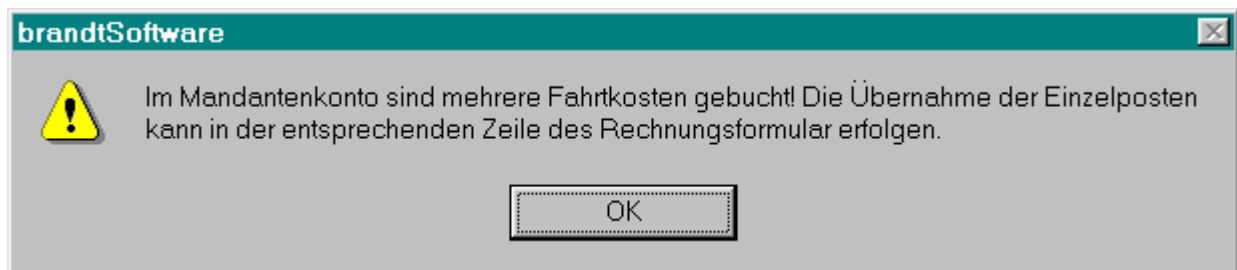 brandtSoftware
Im Mandantenkonto sind mehrere Fahrtkosten gebucht! Die Übernahme der Einzelposten
kann in der entsprechenden Zeile des Rechnungsformular erfolgen.
OK